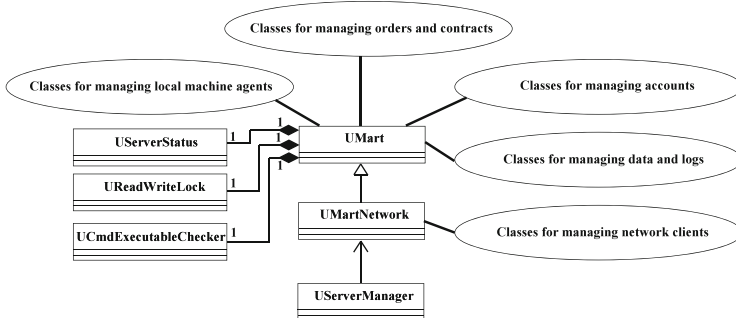 Classes for managing orders and contracts
Classes for managing local machine agents
Classes for managing accounts
1
UMart
UServerStatus
1
1
Classes for managing data and logs
1
UReadWriteLock
1
UMartNetwork
UCmdExecutableChecker
1
Classes for managing network clients
UServerManager